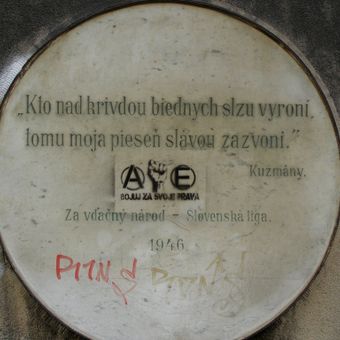 „Kto nad krivdou biednych slzu vyroní,
tomu moja pieseň slávou zazvoní."
Kuzmány.
A E
BOJUJ ZA SVOJE PRÁVA
Za vďačný národ – Slovenská liga.
1946
PITN